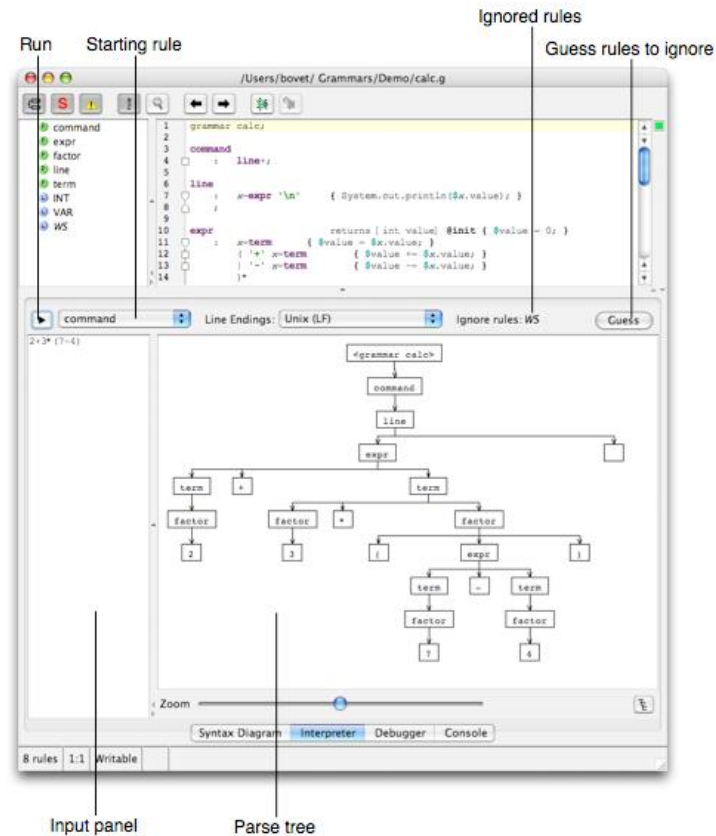 Ignored rules
Run
Starting rule
Guess rules to ignore
/Users/bovet/ Grammars/Demo/calc.g
S
command
expr
factor
line
term
INT
VAR
WS
1 grammar calc;
2
3 command
4 : line+;
5
6 line
7 : x=expr '\n' { System.out.println($x.value); }
8 ;
9
10 expr returns [int value] @init { $value = 0; }
11 : x=term { $value = $x.value; }
12 ( '+' x=term { $value += $x.value; }
13 | '-' x=term { $value -= $x.value; }
14 )*
command
Line Endings: Unix (LF)
Ignore rules: WS
Guess
2+3*(7-4)
<grammar calc>
command
line
expr
term + term
factor factor * factor
2 3 ( expr )
term - term
factor factor
7 4
Zoom
Syntax Diagram Interpreter Debugger Console
8 rules 1:1 Writable
Input panel
Parse tree